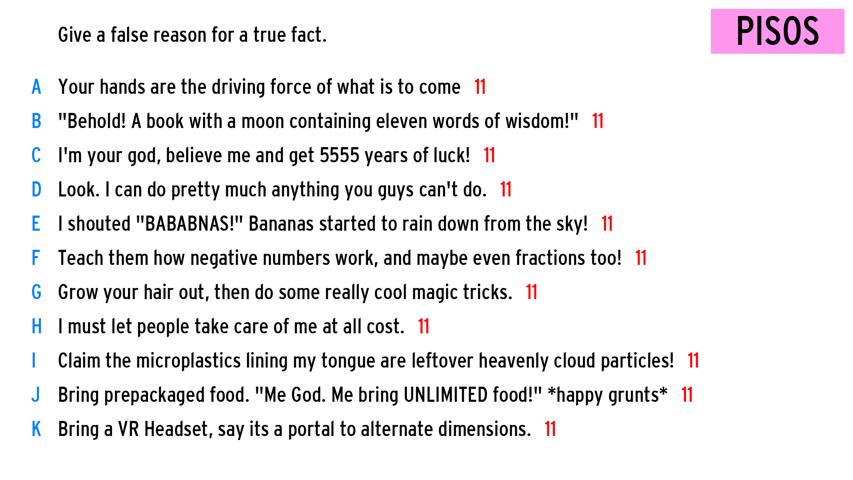 Give a false reason for a true fact.
PISOS
A Your hands are the driving force of what is to come 11
B "Behold! A book with a moon containing eleven words of wisdom!" 11
C I'm your god, believe me and get 5555 years of luck! 11
D Look. I can do pretty much anything you guys can't do. 11
E I shouted "BABABNAS!" Bananas started to rain down from the sky! 11
F Teach them how negative numbers work, and maybe even fractions too! 11
G Grow your hair out, then do some really cool magic tricks. 11
H I must let people take care of me at all cost. 11
I Claim the microplastics lining my tongue are leftover heavenly cloud particles! 11
J Bring prepackaged food. "Me God. Me bring UNLIMITED food!" *happy grunts* 11
K Bring a VR Headset, say its a portal to alternate dimensions. 11